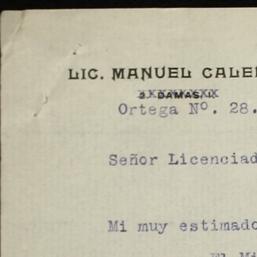 LIC. MANUEL CALE
2. DAMAS.
Ortega Nº. 28.
Señor Licenciad
Mi muy estimado